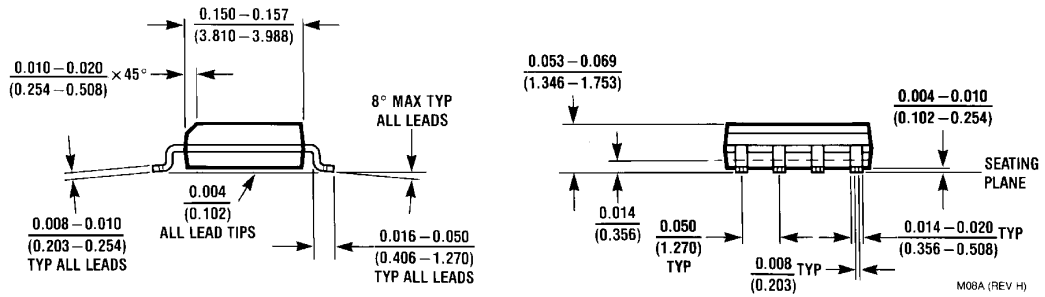 0.150 – 0.157
(3.810 – 3.988)
0.010 – 0.020 × 45°
(0.254 – 0.508)
8° MAX TYP
ALL LEADS
0.004
(0.102)
ALL LEAD TIPS
0.008 – 0.010
(0.203 – 0.254)
TYP ALL LEADS
0.016 – 0.050
(0.406 – 1.270)
TYP ALL LEADS
0.053 – 0.069
(1.346 – 1.753)
0.004 – 0.010
(0.102 – 0.254)
SEATING
PLANE
0.014
(0.356)
0.050
(1.270)
TYP
0.014 – 0.020 TYP
(0.356 – 0.508)
0.008 TYP
(0.203)
M08A (REV H)